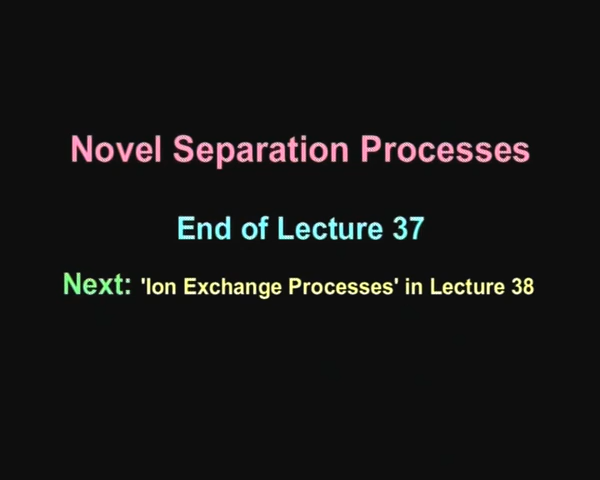 Novel Separation Processes
End of Lecture 37
Next: 'Ion Exchange Processes' in Lecture 38